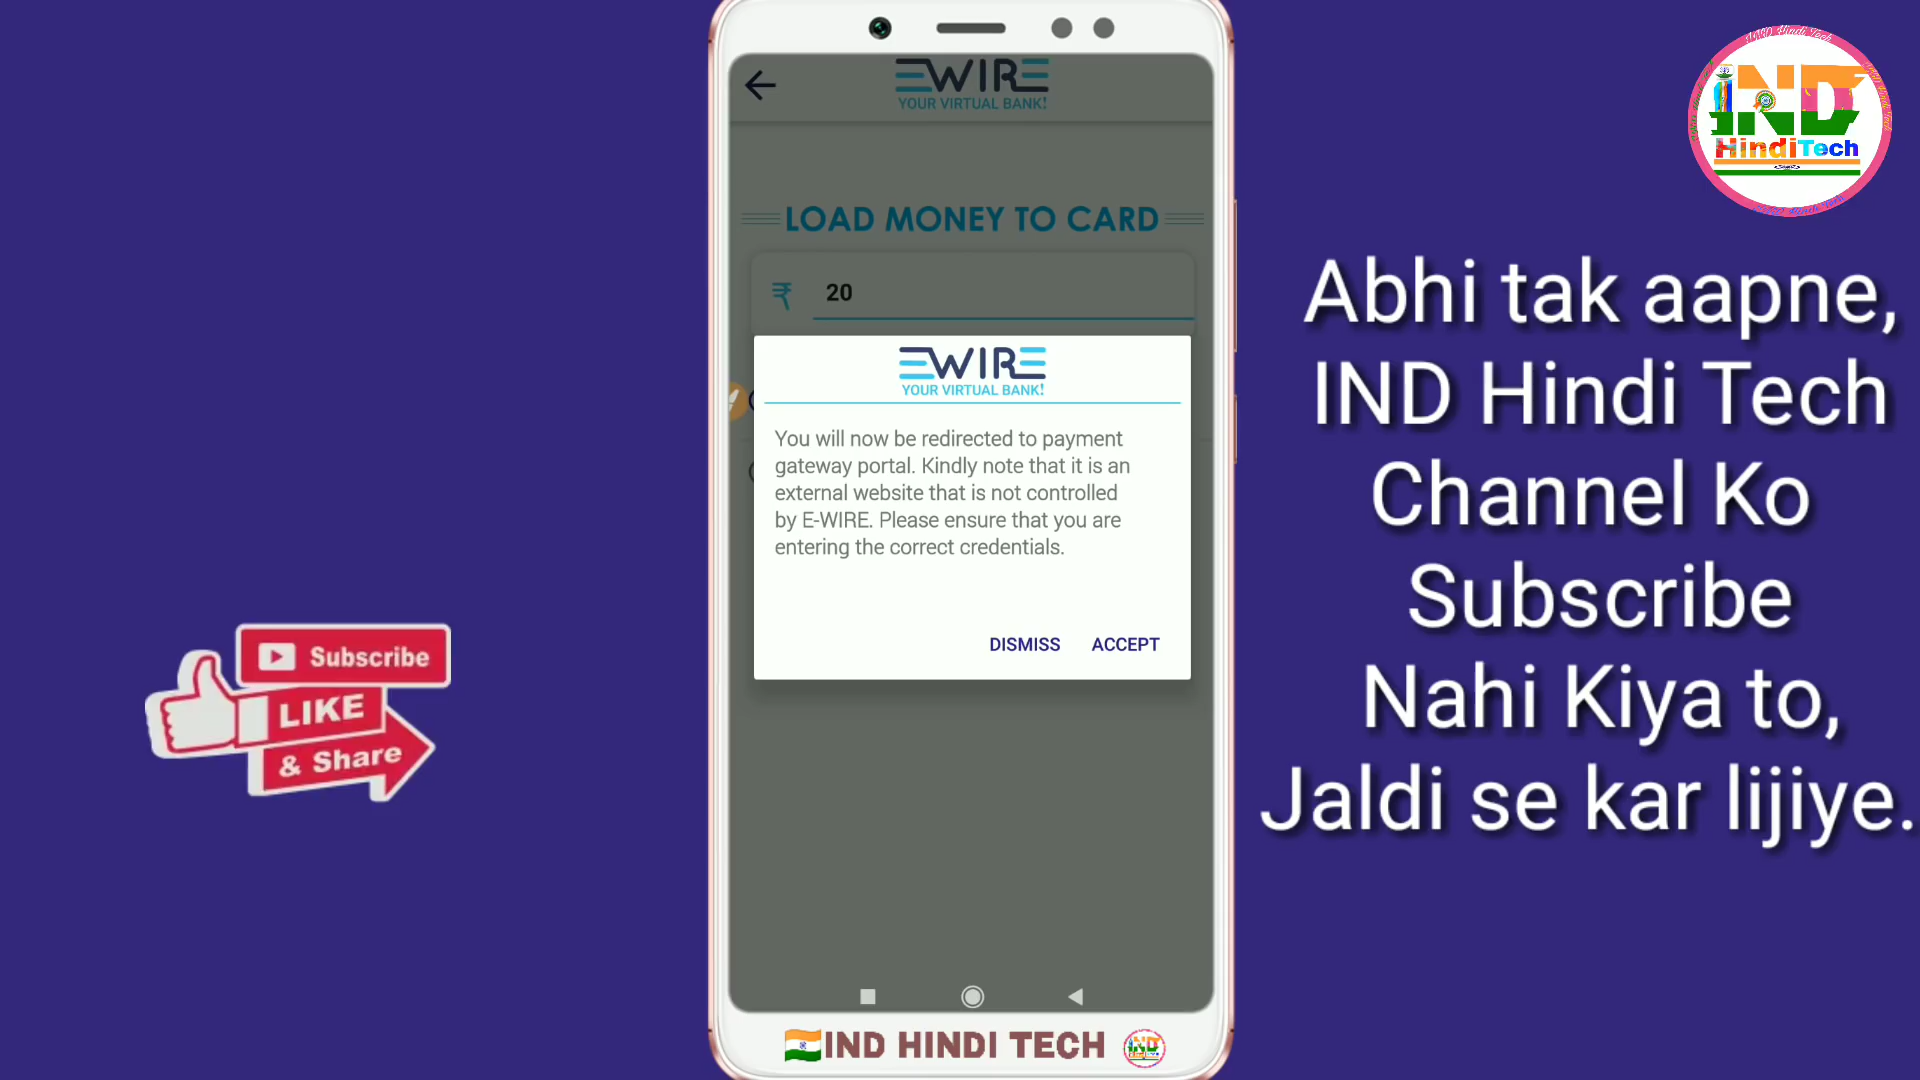 EWIRE
YOUR VIRTUAL BANK!
LOAD MONEY TO CARD
₹ 20
EWIRE
YOUR VIRTUAL BANK!
You will now be redirected to payment
gateway portal. Kindly note that it is an
external website that is not controlled
by E-WIRE. Please ensure that you are
entering the correct credentials.
DISMISS ACCEPT
IND HINDI TECH
Subscribe
LIKE
& Share
IND
HindiTech
Abhi tak aapne,
IND Hindi Tech
Channel Ko
Subscribe
Nahi Kiya to,
Jaldi se kar lijiye.